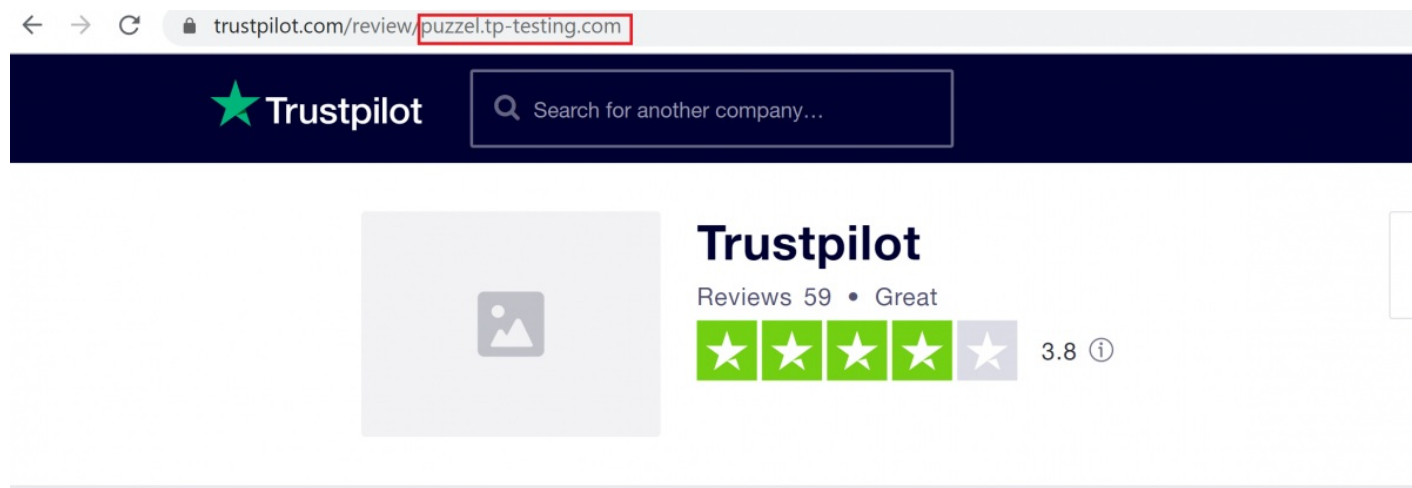 trustpilot.com/review/puzzel.tp-testing.com
Trustpilot
Search for another company...
Trustpilot
Reviews 59 • Great
3.8